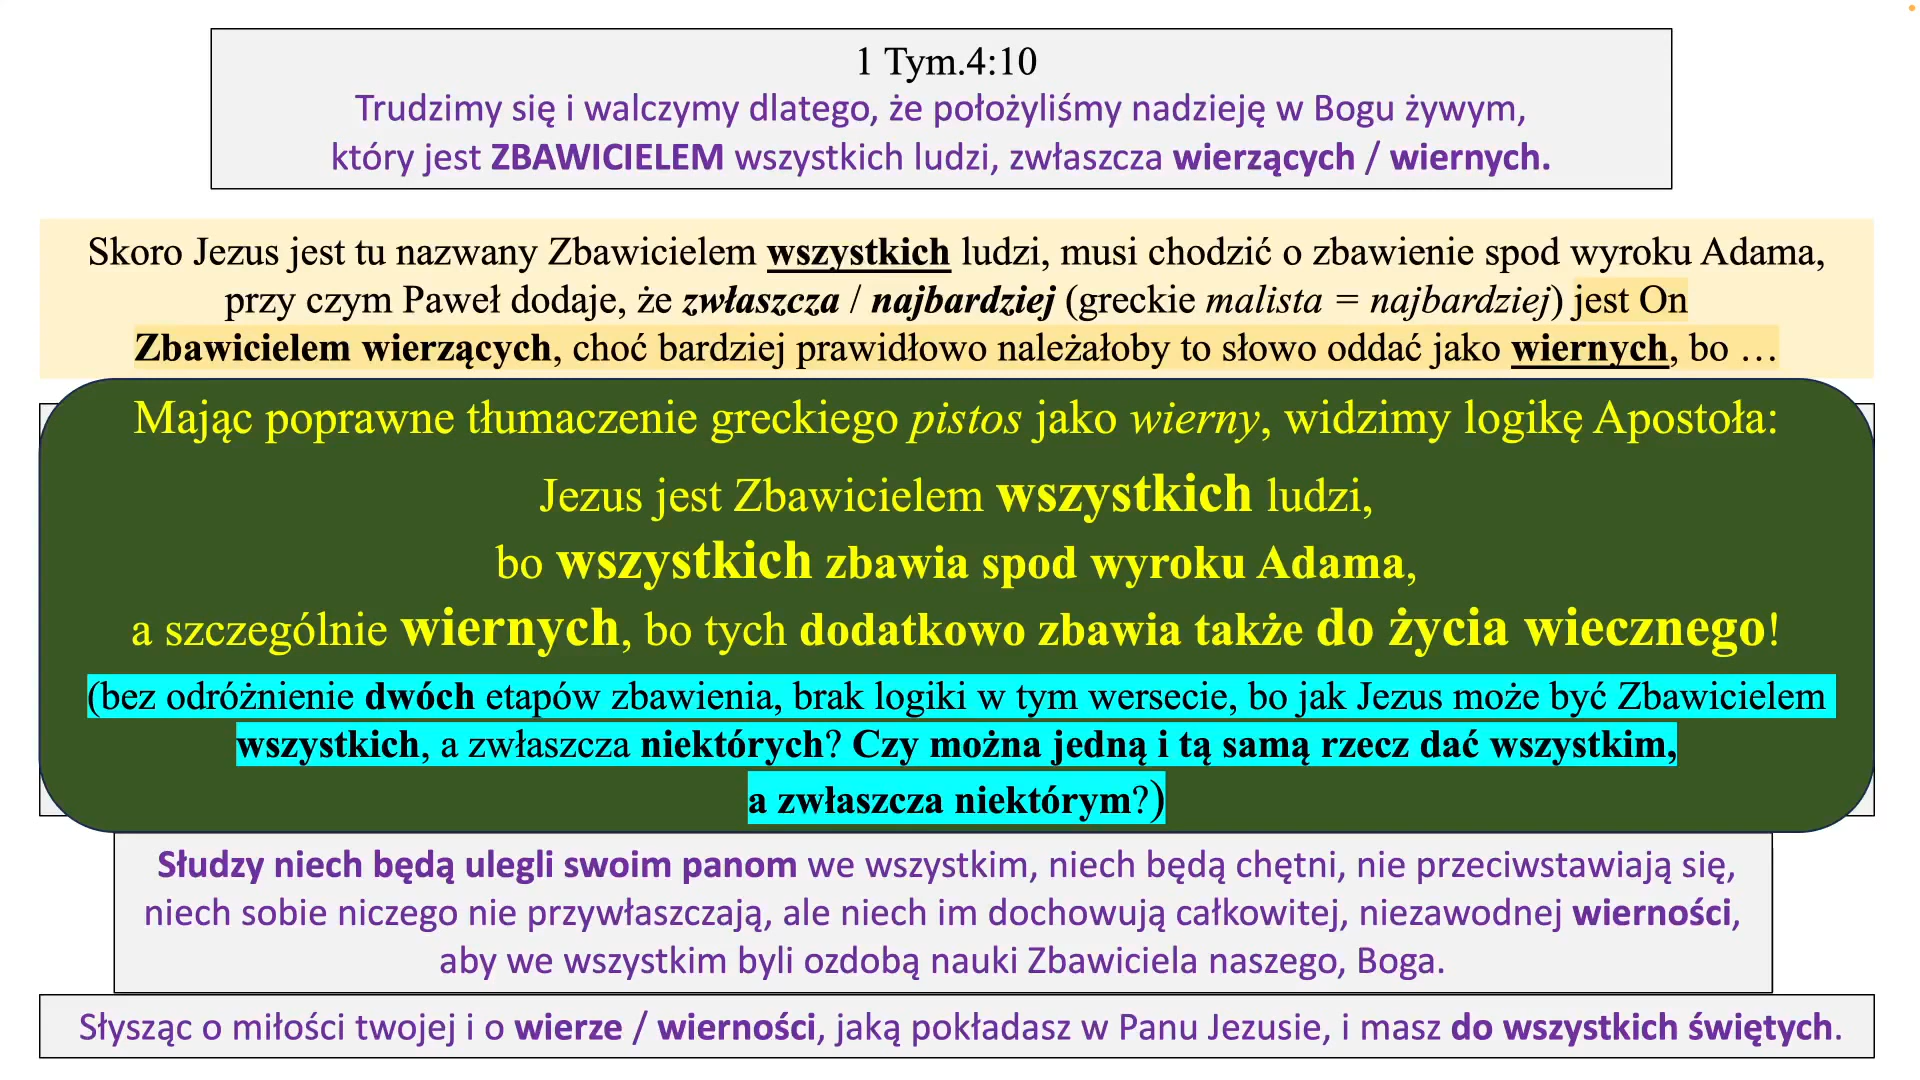 1 Tym.4:10
Trudzimy się i walczymy dlatego, że położyliśmy nadzieję w Bogu żywym,
który jest ZBAWICIELEM wszystkich ludzi, zwłaszcza wierzących / wiernych.
Skoro Jezus jest tu nazwany Zbawicielem wszystkich ludzi, musi chodzić o zbawienie spod wyroku Adama,
przy czym Paweł dodaje, że zwłaszcza / najbardziej (greckie malista = najbardziej) jest On
Zbawicielem wierzących, choć bardziej prawidłowo należałoby to słowo oddać jako wiernych, bo …
Mając poprawne tłumaczenie greckiego pistos jako wierny, widzimy logikę Apostoła:
Jezus jest Zbawicielem wszystkich ludzi,
bo wszystkich zbawia spod wyroku Adama,
a szczególnie wiernych, bo tych dodatkowo zbawia także do życia wiecznego!
(bez odróżnienie dwóch etapów zbawienia, brak logiki w tym wersecie, bo jak Jezus może być Zbawicielem
wszystkich, a zwłaszcza niektórych? Czy można jedną i tą samą rzecz dać wszystkim,
a zwłaszcza niektórym?)
Słudzy niech będą ulegli swoim panom we wszystkim, niech będą chętni, nie przeciwstawiają się,
niech sobie niczego nie przywłaszczają, ale niech im dochowują całkowitej, niezawodnej wierności,
aby we wszystkim byli ozdobą nauki Zbawiciela naszego, Boga.
Słysząc o miłości twojej i o wierze / wierności, jaką pokładasz w Panu Jezusie, i masz do wszystkich świętych.